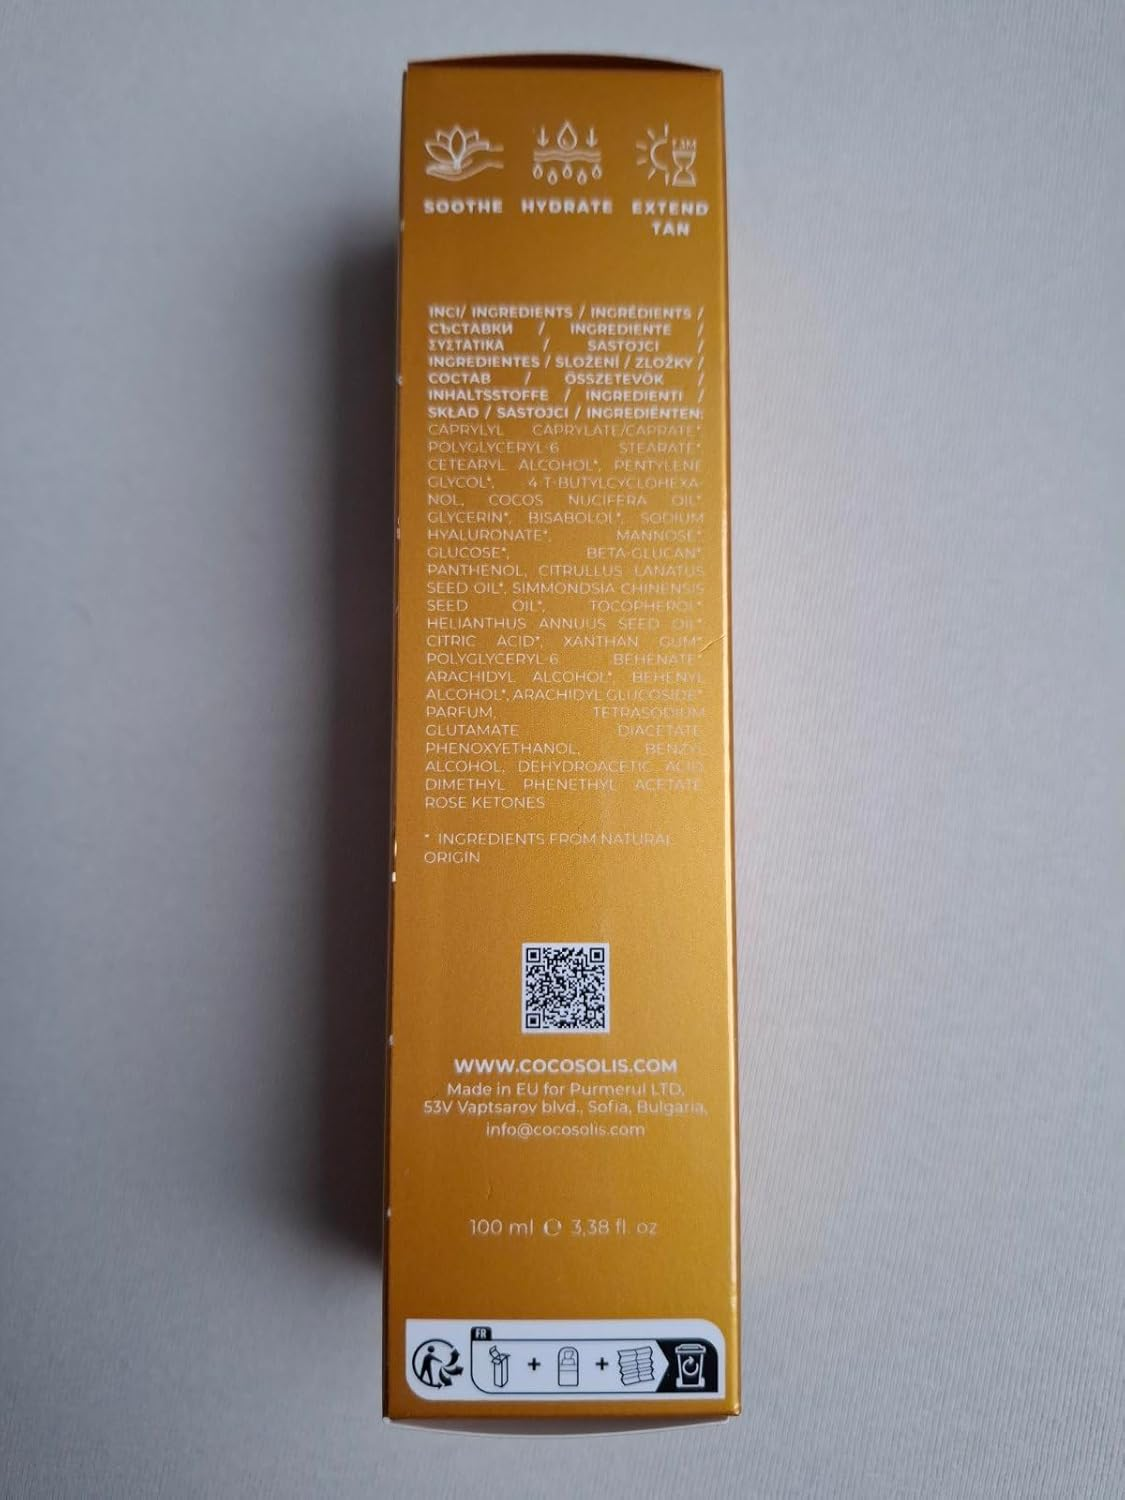 SOOTHE HYDRATE EXTEND
TAN
INCI/ INGREDIENTS / INGRÉDIENTS /
СЪСТАВКИ / INGREDIENTE /
ΣΥΣΤΑΤΙΚΑ / SASTOJCI /
INGREDIENTES / SLOŽENÍ / ZLOŽKY /
СОСТАВ / ÖSSZETEVŐK /
INHALTSSTOFFE / INGREDIENTI /
SKŁAD / SASTOJCI / INGREDIËNTEN:
CAPRYLYL CAPRYLATE/CAPRATE*
POLYGLYCERYL-6 STEARATE*
CETEARYL ALCOHOL*, PENTYLENE
GLYCOL*, 4-T-BUTYLCYCLOHEXA-
NOL, COCOS NUCIFERA OIL*
GLYCERIN*, BISABOLOL*, SODIUM
HYALURONATE*, MANNOSE*
GLUCOSE*, BETA-GLUCAN*
PANTHENOL, CITRULLUS LANATUS
SEED OIL*, SIMMONDSIA CHINENSIS
SEED OIL*, TOCOPHEROL*
HELIANTHUS ANNUUS SEED OIL*
CITRIC ACID*, XANTHAN GUM*
POLYGLYCERYL-6 BEHENATE*
ARACHIDYL ALCOHOL*, BEHENYL
ALCOHOL*, ARACHIDYL GLUCOSIDE*
PARFUM, TETRASODIUM
GLUTAMATE DIACETATE
PHENOXYETHANOL, BENZYL
ALCOHOL, DEHYDROACETIC ACID
DIMETHYL PHENETHYL ACETATE
ROSE KETONES
* INGREDIENTS FROM NATURAL
ORIGIN
WWW.COCOSOLIS.COM
Made in EU for Purmerul LTD,
53V Vaptsarov blvd., Sofia, Bulgaria,
info@cocosolis.com
100 ml ℮ 3,38 fl. oz
FR
+ +